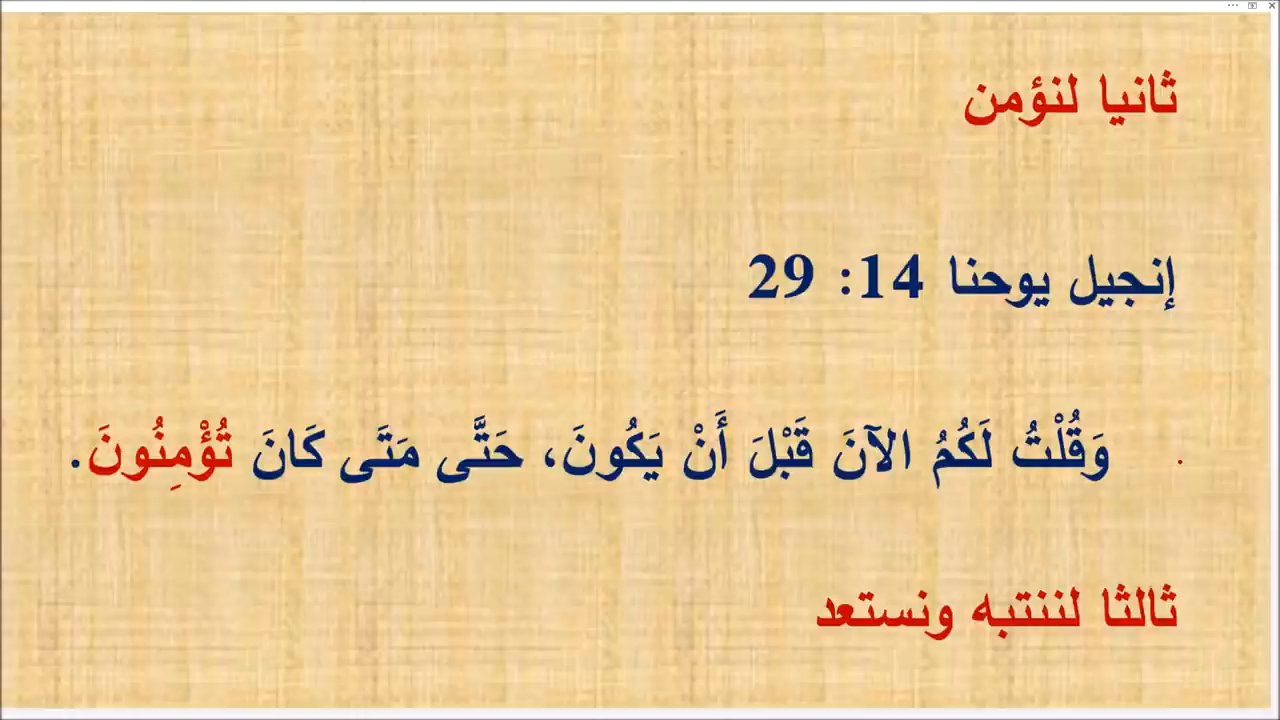 ثانيا لنؤمن
إنجيل يوحنا 14: 29
وَقُلْتُ لَكُمُ الآنَ قَبْلَ أَنْ يَكُونَ، حَتَّى مَتَى كَانَ تُؤْمِنُونَ.
ثالثا لننتبه ونستعد